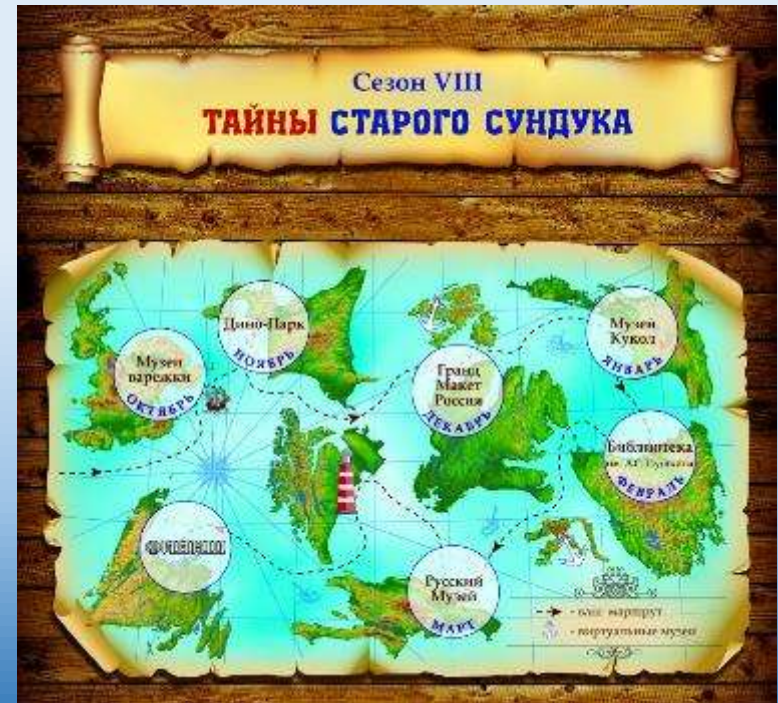 Сезон VIII
ТАЙНЫ СТАРОГО СУНДУКА
Музей
варежки
ОКТЯБРЬ
Дино-Парк
НОЯБРЬ
Гранд
Макет
Россия
ДЕКАБРЬ
Музей
Кукол
ЯНВАРЬ
Библиотека
ФЕВРАЛЬ
Русский
Музей
МАРТ
- наш маршрут
- виртуальные музеи